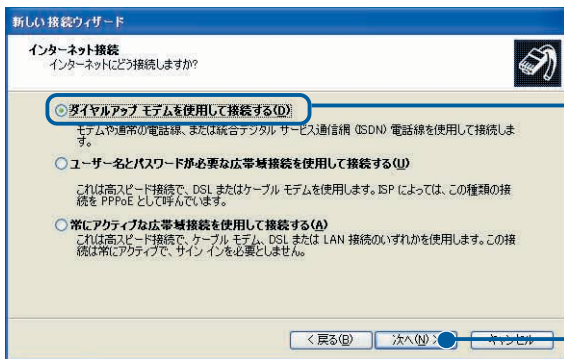 新しい接続ウィザード
インターネット接続
インターネットにどう接続しますか?
ダイヤルアップ モデムを使用して接続する(D)
モデムや通常の電話線、または統合デジタル サービス通信網 (ISDN) 電話線を使用して接続しま
す。
ユーザー名とパスワードが必要な広帯域接続を使用して接続する(U)
これは高スピード接続で、DSL またはケーブル モデムを使用します。ISP によっては、この種類の接
続を PPPoE として呼んでいます。
常にアクティブな広帯域接続を使用して接続する(A)
これは高スピード接続で、ケーブル モデム、DSL または LAN 接続のいずれかを使用します。この接
続は常にアクティブで、サイン インを必要としません。
< 戻る(B) 次へ(N) > キャンセル